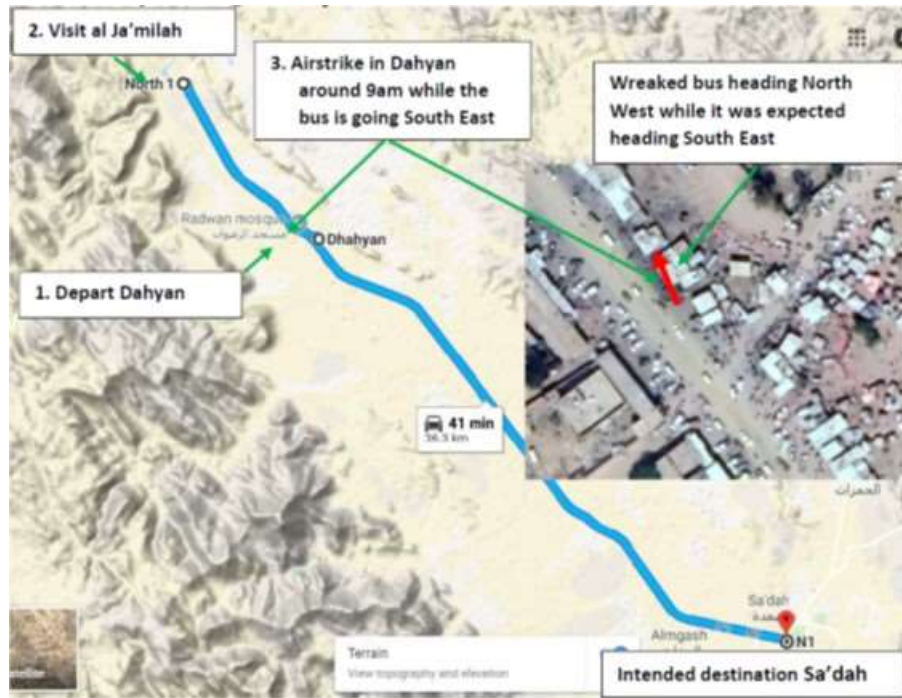 2. Visit al Ja’milah
North 1
3. Airstrike in Dahyan
around 9am while the
bus is going South East
Wreaked bus heading North
West while it was expected
heading South East
Radwan mosque
Dhahyan
1. Depart Dahyan
41 min
36.5 km
الحمزات
Sa'dah
صعدة
N1
Almgash
Terrain
View topography and elevation
Intended destination Sa’dah